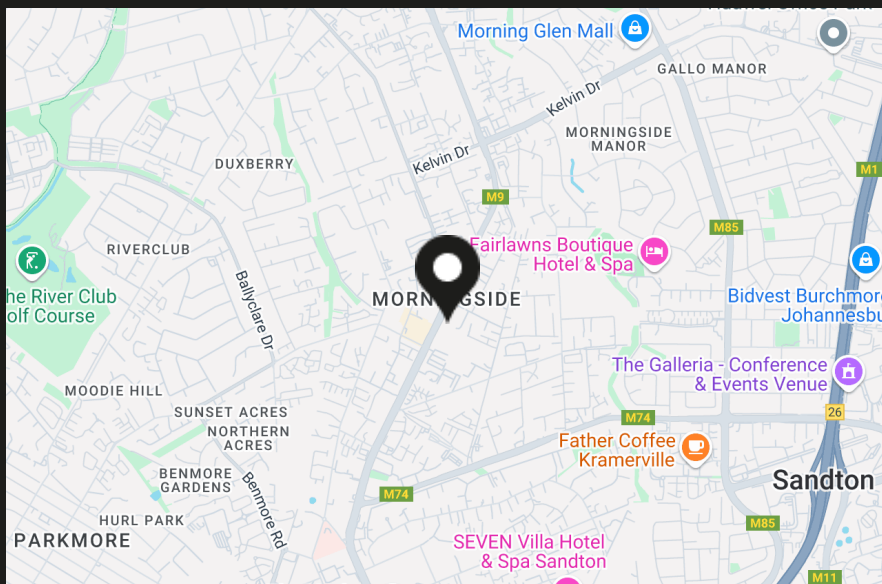 Morning Glen Mall
GALLO MANOR
Kelvin Dr
MORNINGSIDE
MANOR
Kelvin Dr
DUXBERRY
M1
M9
M85
RIVERCLUB
Fairlawns Boutique
Hotel & Spa
he River Club
olf Course
Ballyclare Dr
Bidvest Burchmor
Johannesbu
The Galleria - Conference
& Events Venue
MOODIE HILL
SUNSET ACRES
NORTHERN
ACRES
M74
26
Father Coffee
Kramerville
BENMORE
GARDENS
Benmore Rd
M74
Sandton
HURL PARK
M85
PARKMORE
SEVEN Villa Hotel
& Spa Sandton
M11